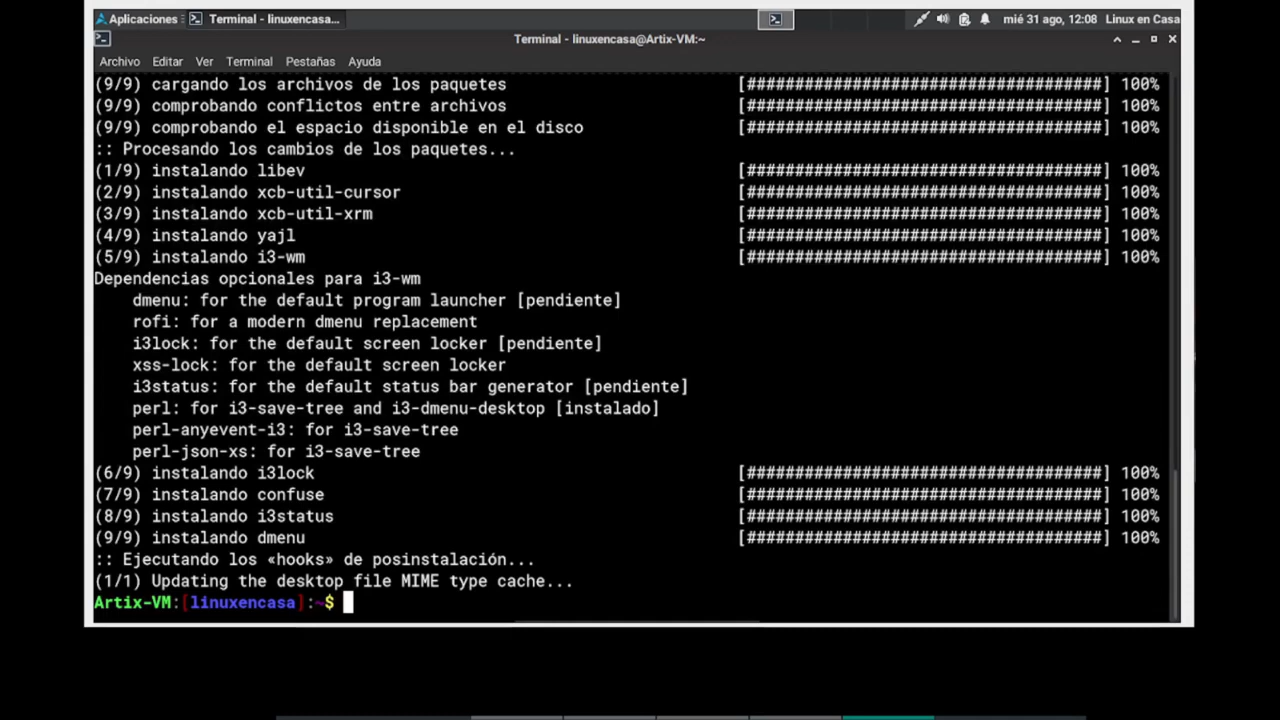 Aplicaciones Terminal - linuxencasa... mié 31 ago, 12:08 Linux en Casa
Terminal - linuxencasa@Artix-VM:~
Archivo Editar Ver Terminal Pestañas Ayuda
(9/9) cargando los archivos de los paquetes [#####################################] 100%
(9/9) comprobando conflictos entre archivos [#####################################] 100%
(9/9) comprobando el espacio disponible en el disco [#####################################] 100%
:: Procesando los cambios de los paquetes...
(1/9) instalando libev [#####################################] 100%
(2/9) instalando xcb-util-cursor [#####################################] 100%
(3/9) instalando xcb-util-xrm [#####################################] 100%
(4/9) instalando yajl [#####################################] 100%
(5/9) instalando i3-wm [#####################################] 100%
Dependencias opcionales para i3-wm
dmenu: for the default program launcher [pendiente]
rofi: for a modern dmenu replacement
i3lock: for the default screen locker [pendiente]
xss-lock: for the default screen locker
i3status: for the default status bar generator [pendiente]
perl: for i3-save-tree and i3-dmenu-desktop [instalado]
perl-anyevent-i3: for i3-save-tree
perl-json-xs: for i3-save-tree
(6/9) instalando i3lock [#####################################] 100%
(7/9) instalando confuse [#####################################] 100%
(8/9) instalando i3status [#####################################] 100%
(9/9) instalando dmenu [#####################################] 100%
:: Ejecutando los «hooks» de posinstalación...
(1/1) Updating the desktop file MIME type cache...
Artix-VM:[linuxencasa]:~$